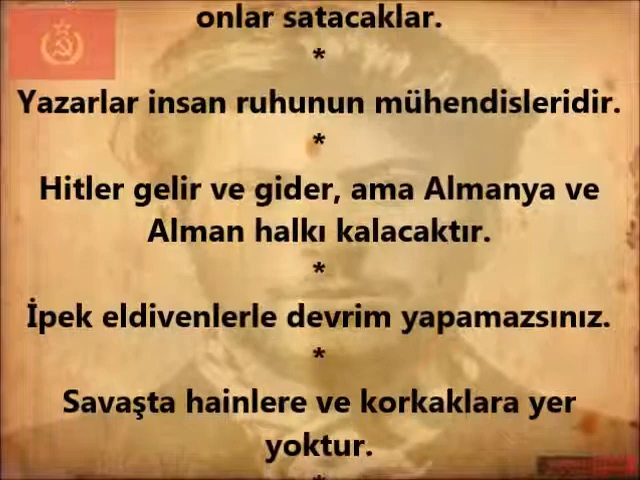 onlar satacaklar.
*
Yazarlar insan ruhunun mühendisleridir.
*
Hitler gelir ve gider, ama Almanya ve
Alman halkı kalacaktır.
*
İpek eldivenlerle devrim yapamazsınız.
*
Savaşta hainlere ve korkaklara yer
yoktur.
*